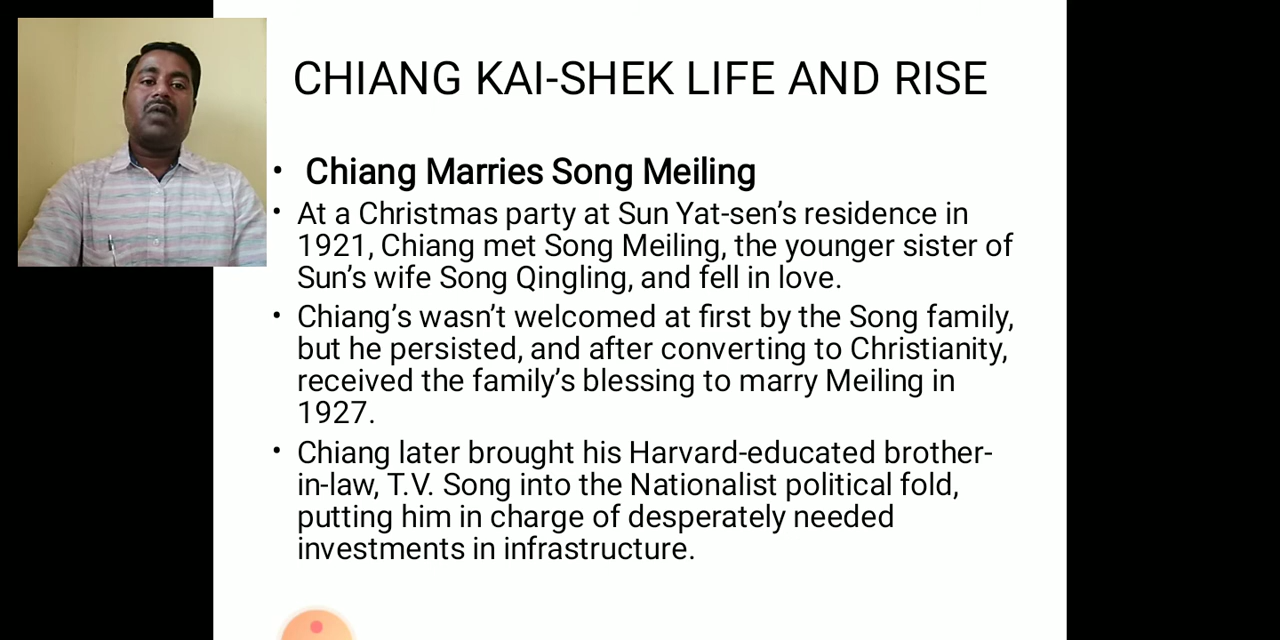 CHIANG KAI-SHEK LIFE AND RISE
• Chiang Marries Song Meiling
• At a Christmas party at Sun Yat-sen’s residence in
1921, Chiang met Song Meiling, the younger sister of
Sun’s wife Song Qingling, and fell in love.
• Chiang’s wasn’t welcomed at first by the Song family,
but he persisted, and after converting to Christianity,
received the family’s blessing to marry Meiling in
1927.
• Chiang later brought his Harvard-educated brother-
in-law, T.V. Song into the Nationalist political fold,
putting him in charge of desperately needed
investments in infrastructure.